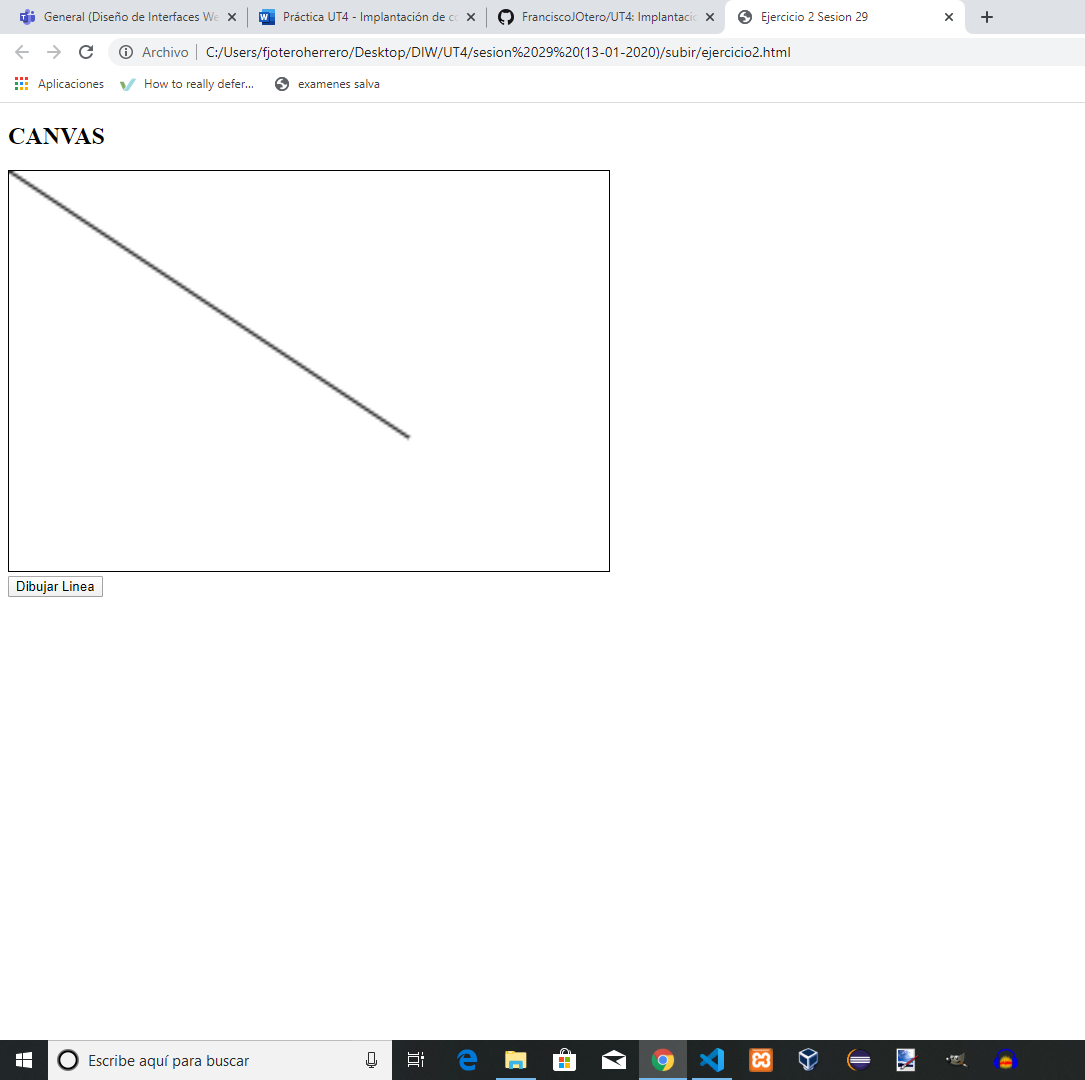 General (Diseño de Interfaces We
Práctica UT4 - Implantación de co
FranciscoJOtero/UT4: Implantació
Ejercicio 2 Sesion 29
Archivo | C:/Users/fjoteroherrero/Desktop/DIW/UT4/sesion%2029%20(13-01-2020)/subir/ejercicio2.html
Aplicaciones
How to really defer...
examenes salva
CANVAS
Dibujar Linea
Escribe aquí para buscar